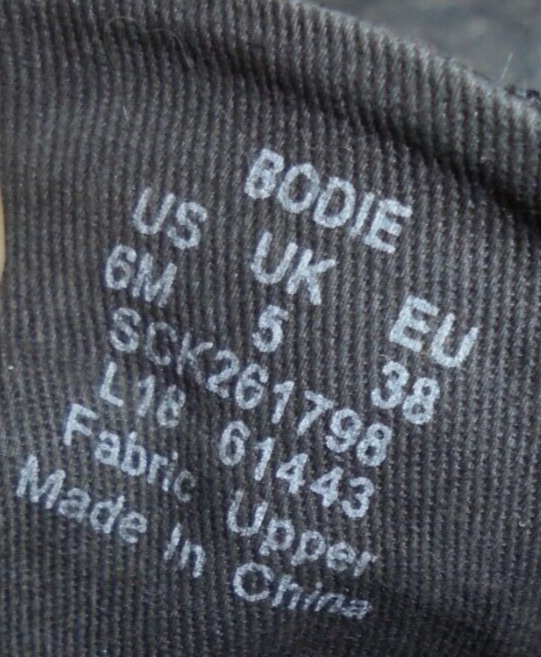 BODIE
US UK EU
6M 5 38
SCK261798
L18 61443
Fabric Upper
Made In China